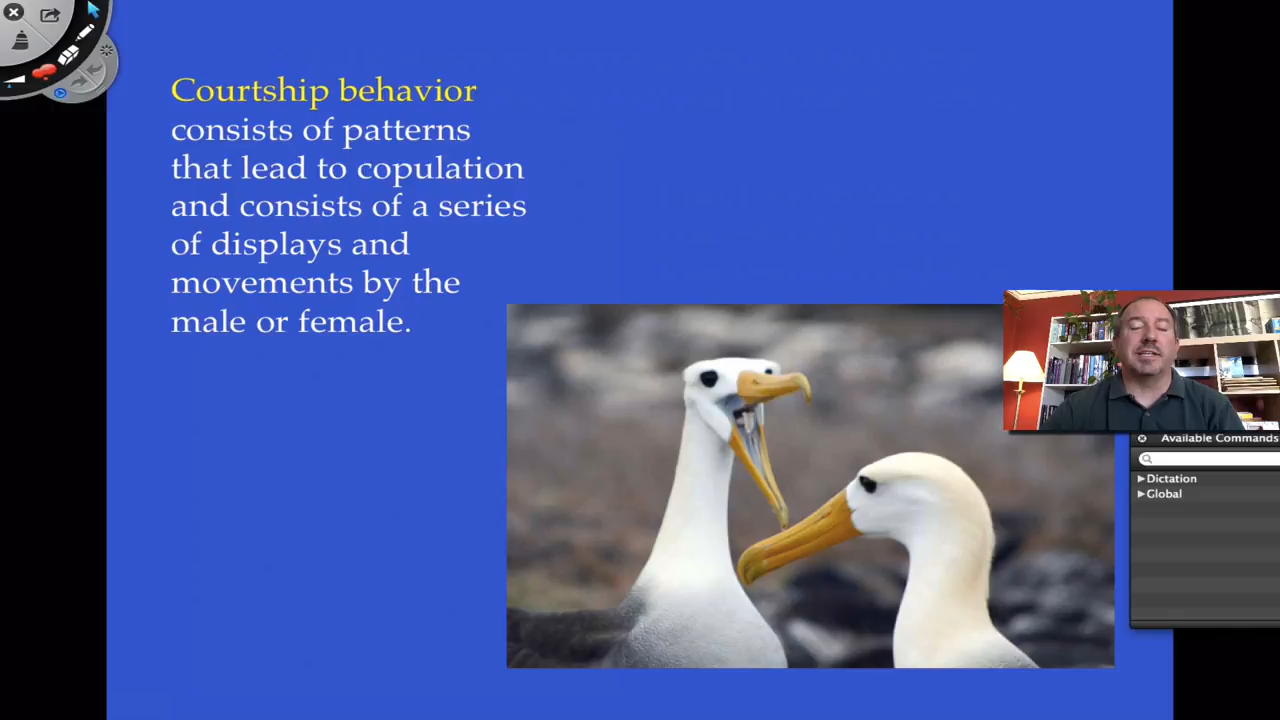 Courtship behavior
consists of patterns
that lead to copulation
and consists of a series
of displays and
movements by the
male or female.
Available Commands
Dictation
Global